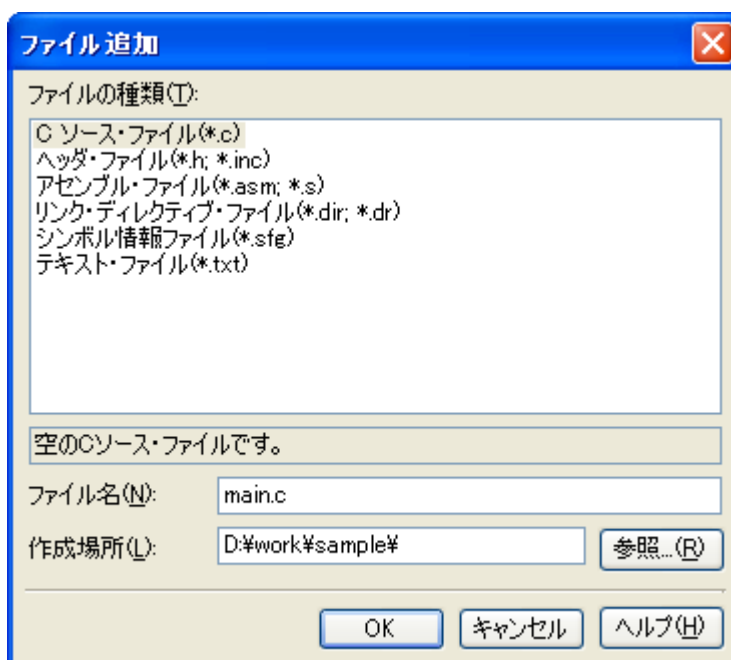 ファイル追加
ファイルの種類(T):
C ソース・ファイル(*.c)
ヘッダ・ファイル(*.h; *.inc)
アセンブル・ファイル(*.asm; *.s)
リンク・ディレクティブ・ファイル(*.dir; *.dr)
シンボル情報ファイル(*.sfg)
テキスト・ファイル(*.txt)
空のCソース・ファイルです。
ファイル名(N): main.c
作成場所(L): D:¥work¥sample¥ 参照...(R)
OK キャンセル ヘルプ(H)